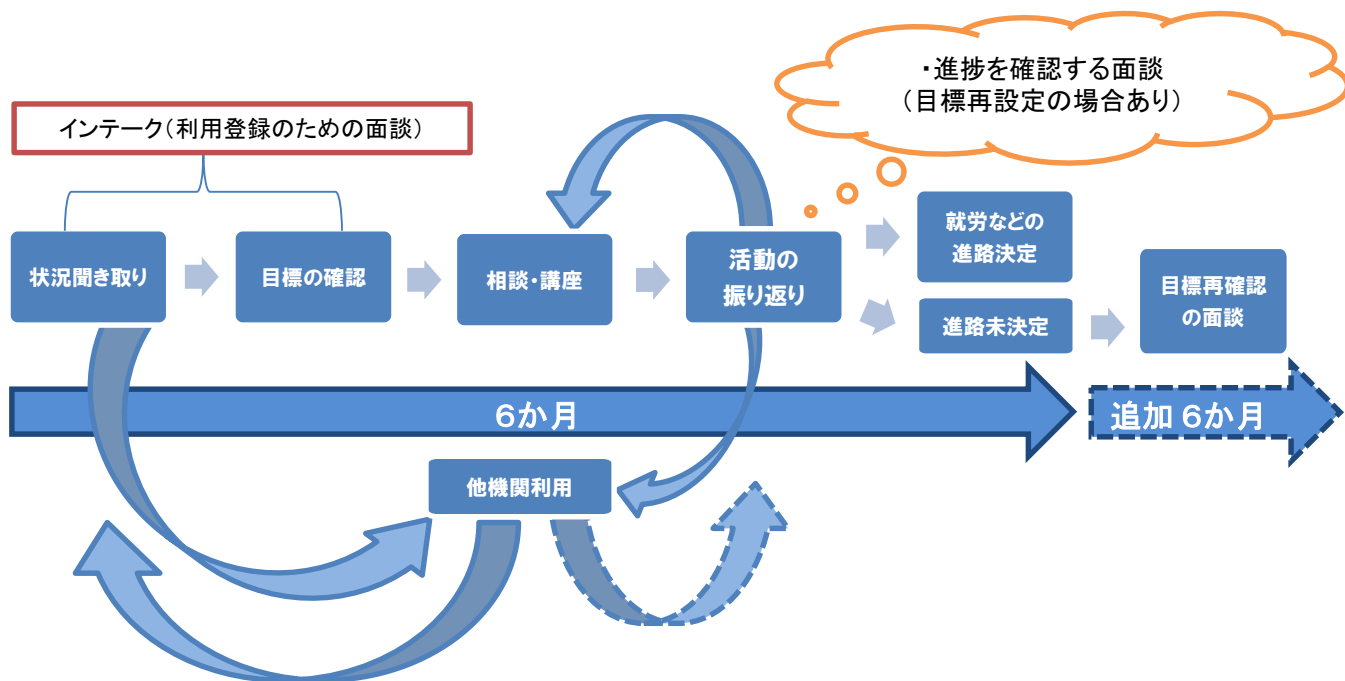 ・進捗を確認する面談
（目標再設定の場合あり）
インテーク（利用登録のための面談）
状況聞き取り
目標の確認
相談・講座
活動の
振り返り
就労などの
進路決定
進路未決定
目標再確認
の面談
６か月
追加 ６か月
他機関利用